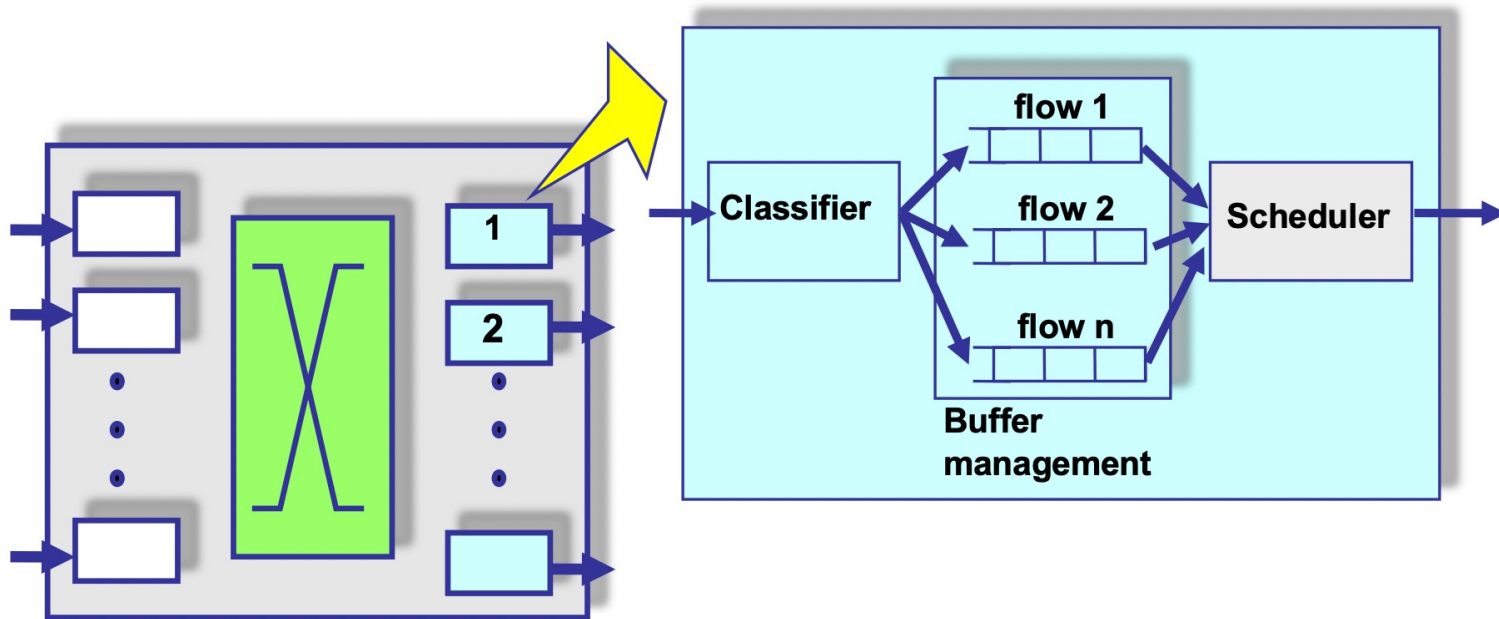 1
2
Classifier
flow 1
flow 2
flow n
Buffer
management
Scheduler